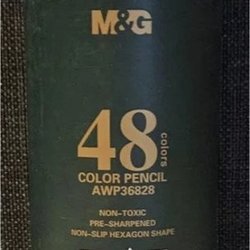 M&G
48 colors
COLOR PENCIL
AWP36828
NON-TOXIC
PRE-SHARPENED
NON-SLIP HEXAGON SHAPE